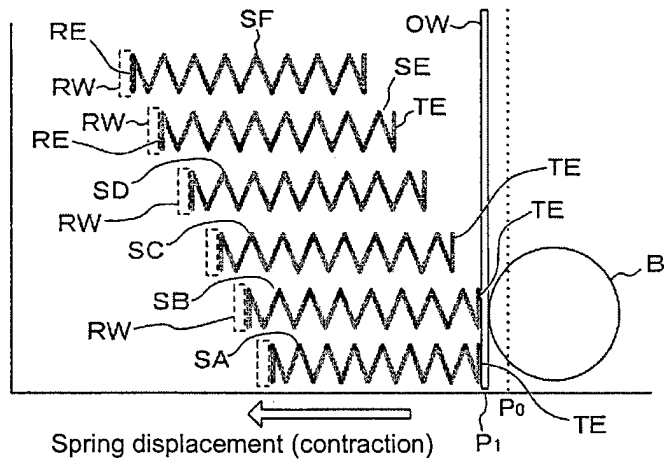 SF
OW
RE
RW
SE
RW
TE
RE
SD
TE
RW
TE
SC
B
SB
RW
SA
P0
TE
P1
Spring displacement (contraction)